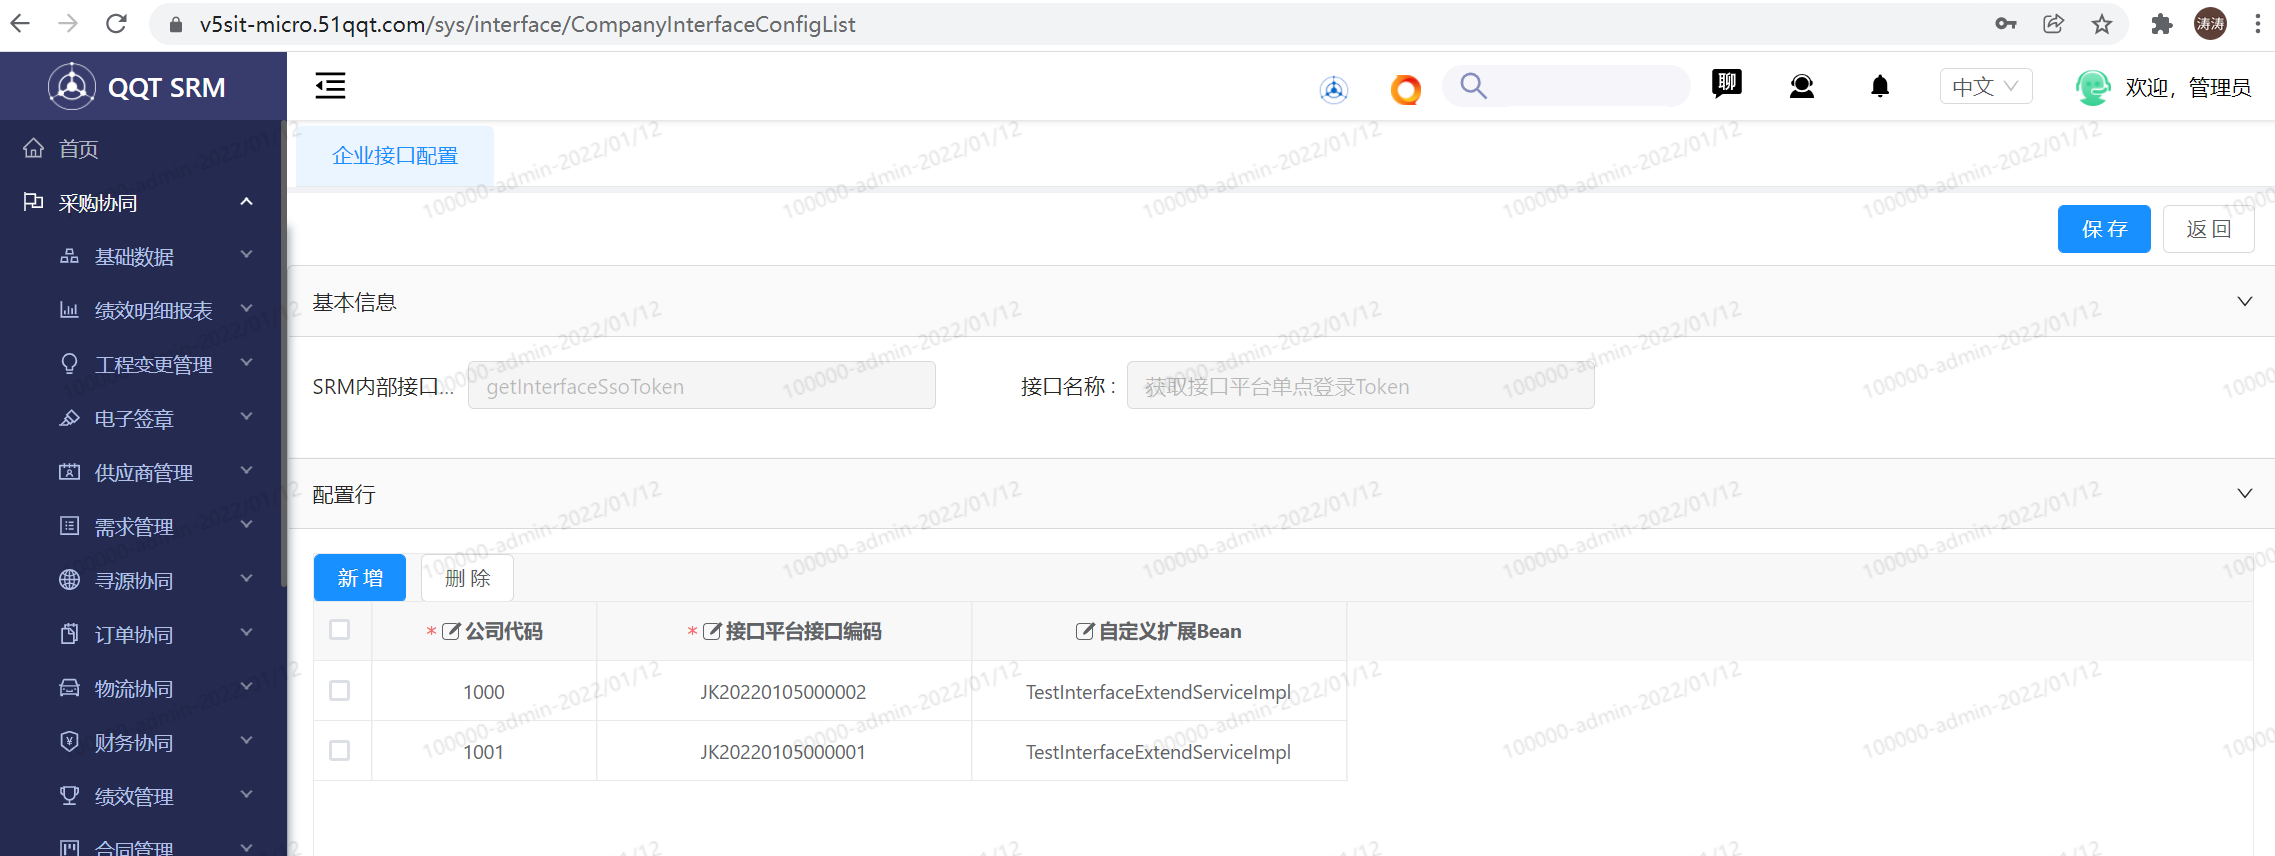 v5sit-micro.51qqt.com/sys/interface/CompanyInterfaceConfigList
涛涛
QQT SRM
聊
中文
欢迎，管理员
首页
采购协同
基础数据
绩效明细报表
工程变更管理
电子签章
供应商管理
需求管理
寻源协同
订单协同
物流协同
财务协同
绩效管理
合同管理
企业接口配置
保 存
返 回
基本信息
SRM内部接口...
getInterfaceSsoToken
接口名称：
获取接口平台单点登录Token
配置行
新 增
删 除
* 公司代码
* 接口平台接口编码
自定义扩展Bean
1000
JK20220105000002
TestInterfaceExtendServiceImpl
1001
JK20220105000001
TestInterfaceExtendServiceImpl
100000-admin-2022/01/12